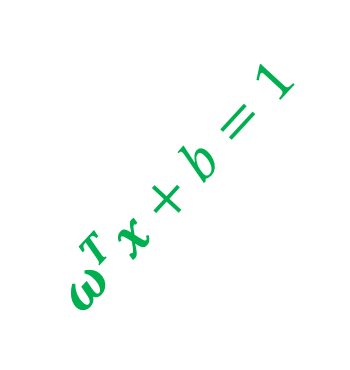 ωᵀx + b = 1